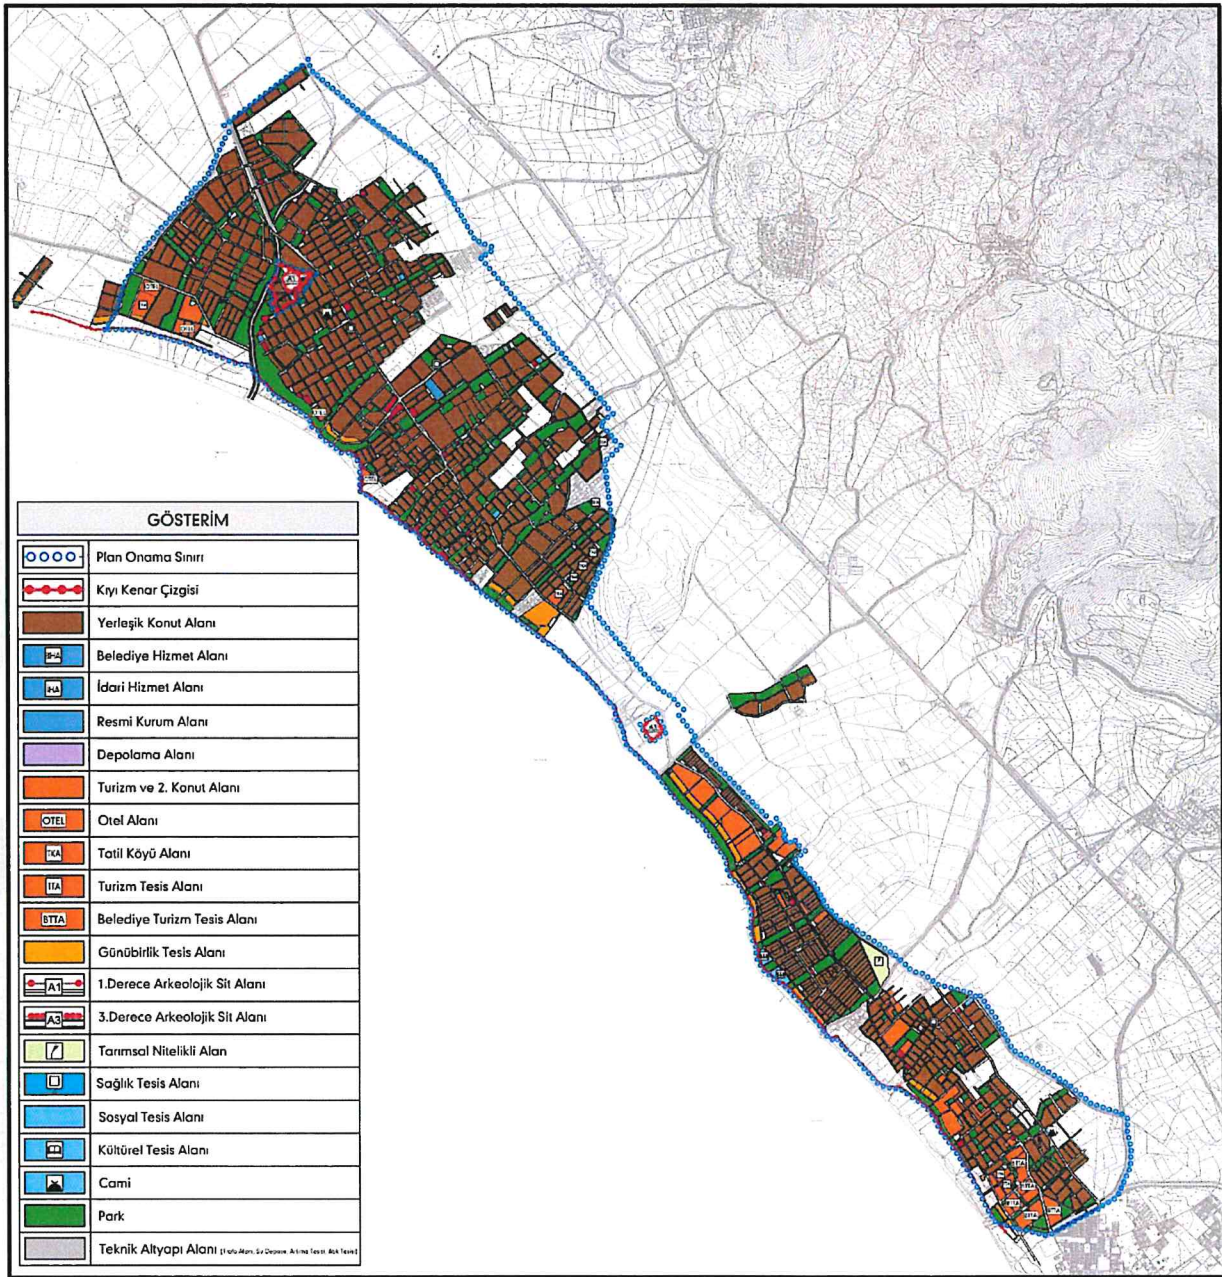 GÖSTERİM
Plan Onama Sınırı
Kıyı Kenar Çizgisi
Yerleşik Konut Alanı
BHA Belediye Hizmet Alanı
İHA İdari Hizmet Alanı
Resmi Kurum Alanı
Depolama Alanı
Turizm ve 2. Konut Alanı
OTEL Otel Alanı
TKA Tatil Köyü Alanı
TTA Turizm Tesis Alanı
BTTA Belediye Turizm Tesis Alanı
Günübirlik Tesis Alanı
A1 1.Derece Arkeolojik Sit Alanı
A3 3.Derece Arkeolojik Sit Alanı
Tarımsal Nitelikli Alan
Sağlık Tesis Alanı
Sosyal Tesis Alanı
Kültürel Tesis Alanı
Cami
Park
Teknik Altyapı Alanı